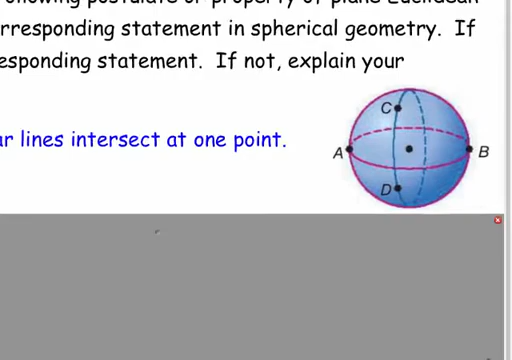 following postulate or property of plane Euclidean
rresponding statement in spherical geometry. If
esponding statement. If not, explain your
ar lines intersect at one point.
C
A
B
D